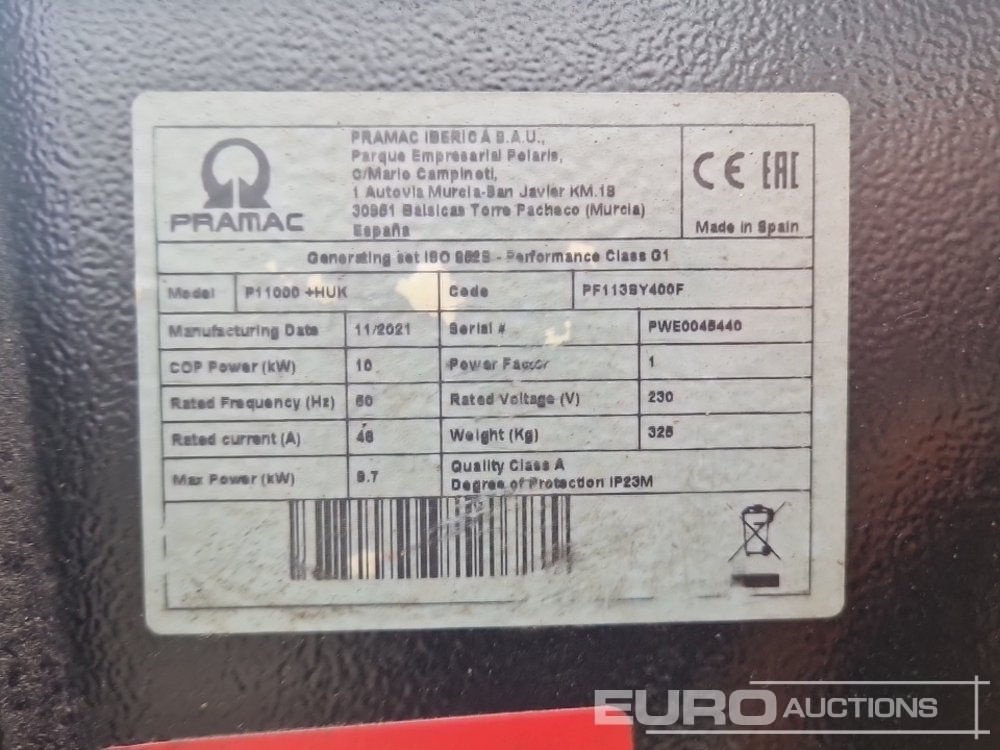 PRAMAC
PRAMAC IBERICA S.A.U.,
Parque Empresarial Polaris,
C/Mario Campinoti,
1 Autovia Murcia-San Javier KM.18
30591 Balsicas Torre Pacheco (Murcia)
España
CE EAC
Made in Spain
Generating set ISO 8528 - Performance Class G1
Model P11000 +HUK Code PF113SY400F
Manufacturing Date 11/2021 Serial # PWE0045440
COP Power (kW) 10 Power Factor 1
Rated Frequency (Hz) 50 Rated Voltage (V) 230
Rated current (A) Weight (Kg)
Max Power (kW) 9.7 Quality Class A
Degree of Protection IP23M
EURO AUCTIONS